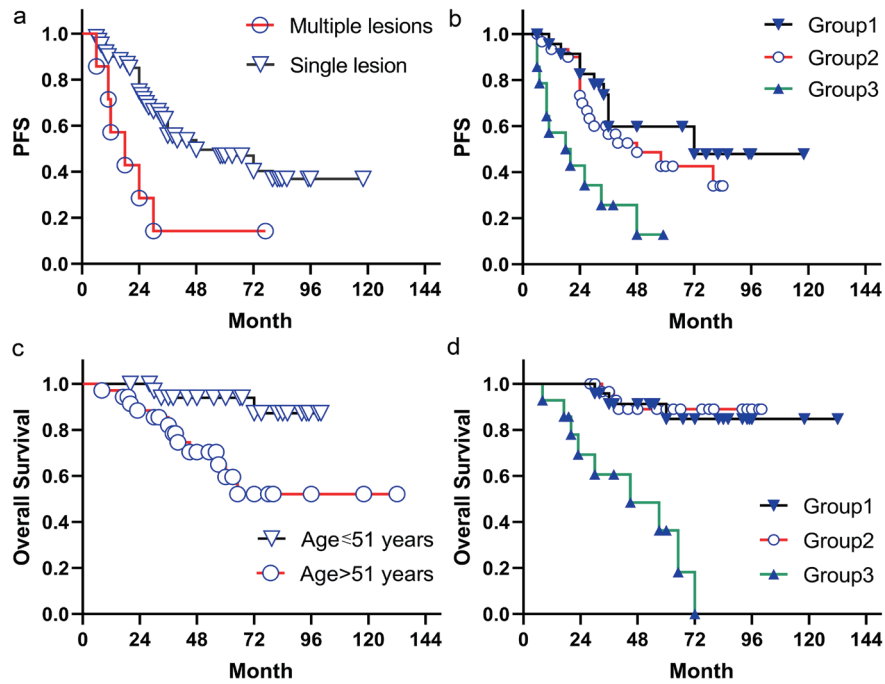 a
Multiple lesions
Single lesion
PFS
1.0
0.8
0.6
0.4
0.2
0.0
0 24 48 72 96 120 144
Month
b
Group1
Group2
Group3
PFS
1.0
0.8
0.6
0.4
0.2
0.0
0 24 48 72 96 120 144
Month
c
Age≤51 years
Age>51 years
Overall Survival
1.0
0.8
0.6
0.4
0.2
0.0
0 24 48 72 96 120 144
Month
d
Group1
Group2
Group3
Overall Survival
1.0
0.8
0.6
0.4
0.2
0.0
0 24 48 72 96 120 144
Month